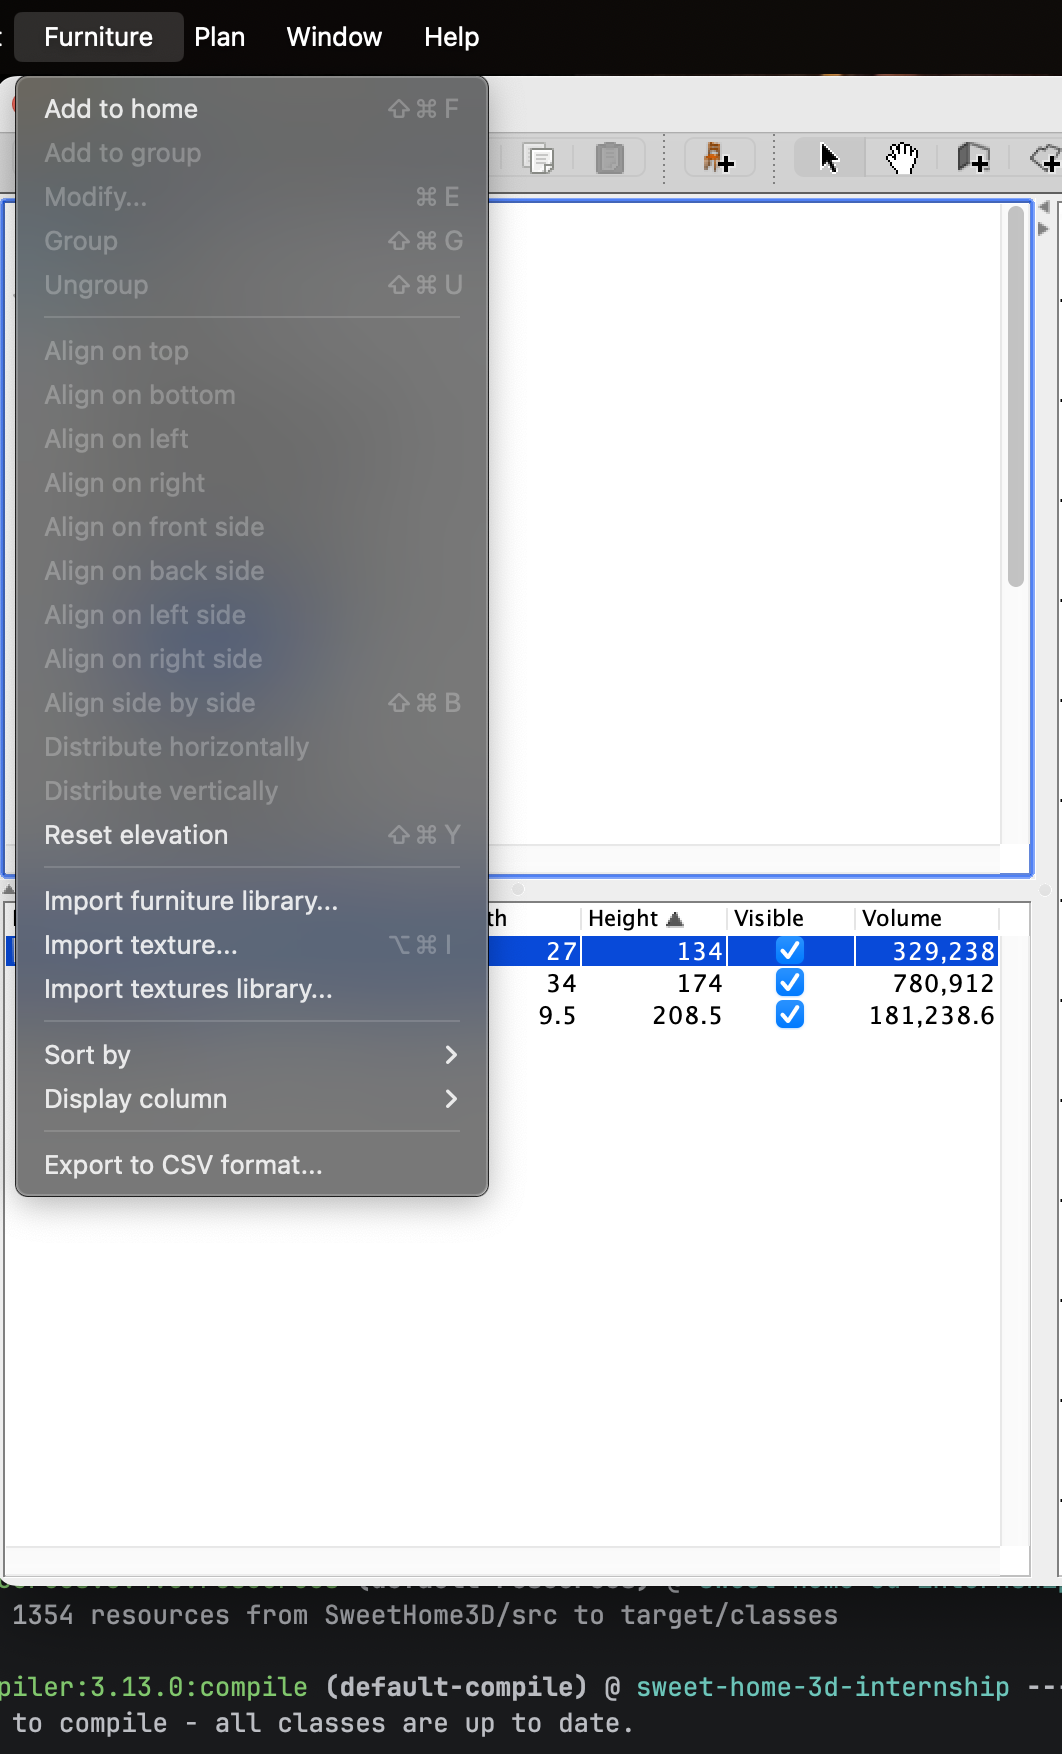 Furniture Plan Window Help
Add to home ⇧⌘F
Add to group
Modify... ⌘E
Group ⇧⌘G
Ungroup ⇧⌘U
Align on top
Align on bottom
Align on left
Align on right
Align on front side
Align on back side
Align on left side
Align on right side
Align side by side ⇧⌘B
Distribute horizontally
Distribute vertically
Reset elevation ⇧⌘Y
Import furniture library...
Import texture... ⌥⌘I
Import textures library...
Sort by
Display column
Export to CSV format...
th Height Visible Volume
27 134 329,238
34 174 780,912
9.5 208.5 181,238.6
1354 resources from SweetHome3D/src to target/classes
piler:3.13.0:compile (default-compile) @ sweet-home-3d-internship ---
to compile - all classes are up to date.